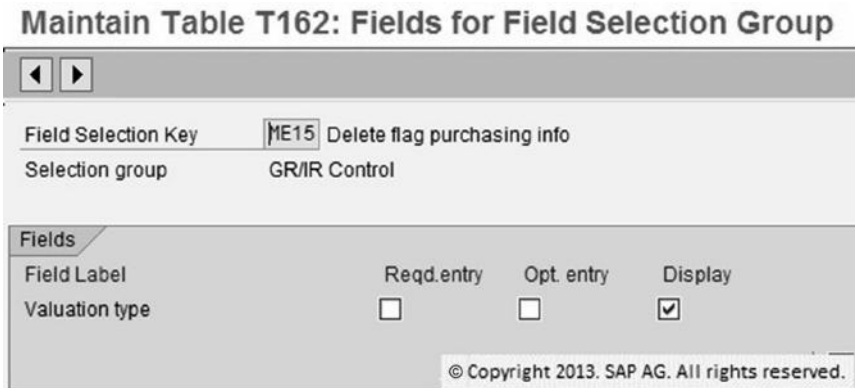 Maintain Table T162: Fields for Field Selection Group
Field Selection Key ME15 Delete flag purchasing info
Selection group GR/IR Control
Fields
Field Label Reqd.entry Opt. entry Display
Valuation type
© Copyright 2013. SAP AG. All rights reserved.